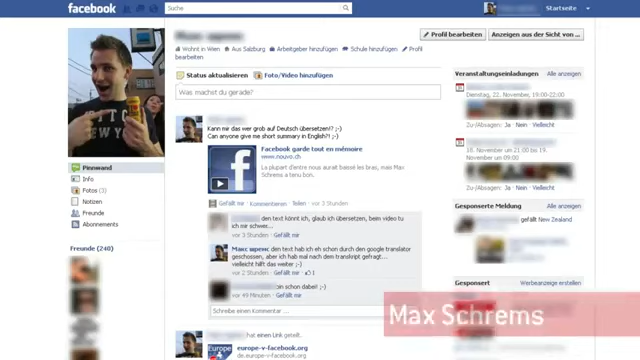 facebook
Suche
Startseite
Profil bearbeiten
Anzeigen aus der Sicht von ...
Wohnt in Wien Aus Salzburg Arbeitgeber hinzufügen Schule hinzufügen Profil
bearbeiten
Status aktualisieren Foto/Video hinzufügen
Was machst du gerade?
Kann mir das wer grob auf Deutsch übersetzen!? ;-)
Can anyone give me short summary in English?! ;-)
Facebook garde tout en mémoire
www.nouvo.ch
La plupart d'entre nous aurait baissé les bras, mais Max
Schrems a tenu bon.
Gefällt mir Kommentieren Teilen vor 3 Stunden
den text könnt ich, glaub ich übersetzen, beim video tu
ich mir schwer...
vor 3 Stunden Gefällt mir
den text hab ich eh schon durch den google translator
geschossen, aber ich hab mal nach dem transkript gefragt...
vielleicht hilft das weiter ;-)
vor 2 Stunden Gefällt mir 1
bin schon dabei! ;-)
vor 49 Minuten Gefällt mir
Schreibe einen Kommentar ...
hat einen Link geteilt.
europe-v-facebook.org
de.europe-v-facebook.org
Europe
Pinnwand
Info
Fotos (3)
Notizen
Freunde
Abonnements
Freunde (240)
Veranstaltungseinladungen Alle anzeigen
Dienstag, 22. November, 19:00-22:00
Zu-/Absagen: Ja Nein Vielleicht
18. November um 21:00 bis 19.
November um 09:00
Zu-/Absagen: Ja Nein Vielleicht
Gesponserte Meldung Alle anzeigen
gefällt New Zealand
Gesponsert Werbeanzeige erstellen
Max Schrems
NEW YORK